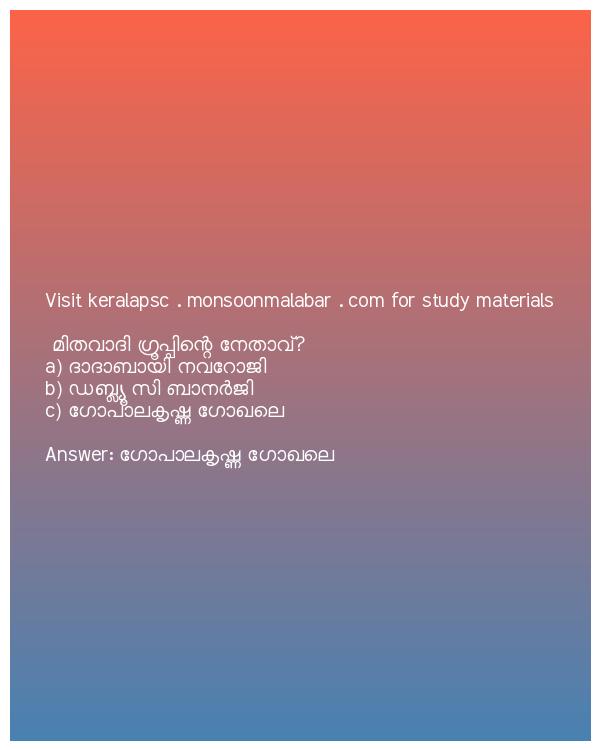 Visit keralapsc . monsoonmalabar . com for study materials
മിതവാദി ഗ്രൂപ്പിന്റെ നേതാവ്?
a) ദാദാബായി നവറോജി
b) ഡബ്ല്യൂ സി ബാനർജി
c) ഗോപാലകൃഷ്ണ ഗോഖലെ
Answer: ഗോപാലകൃഷ്ണ ഗോഖലെ